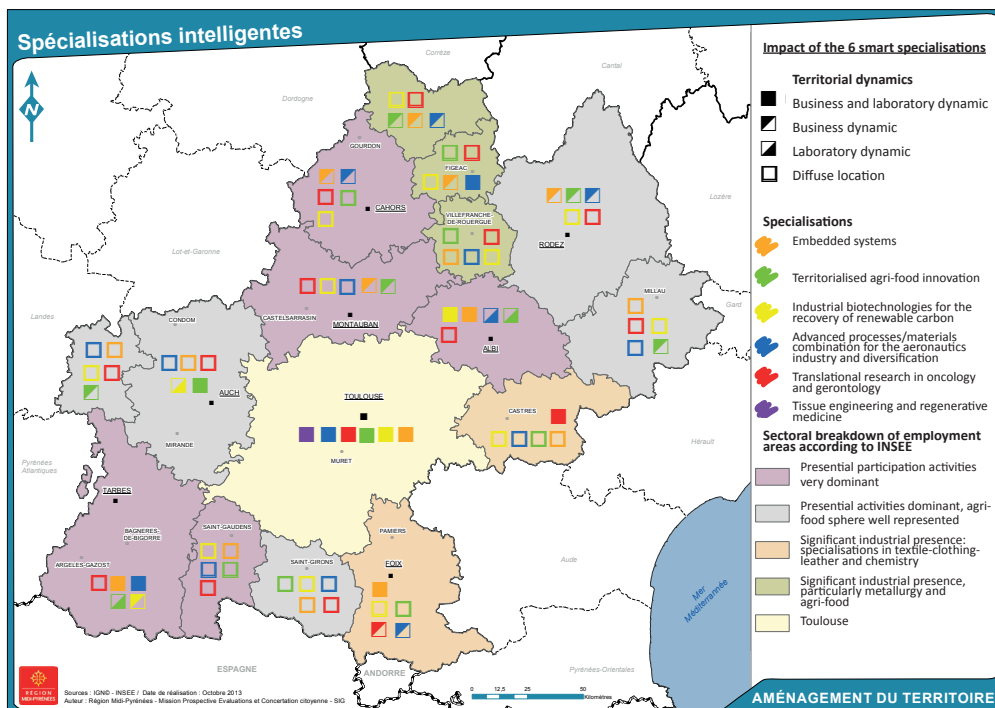 Spécialisations intelligentes
N
Corrèze
Cantal
Dordogne
Lozère
Lot-et-Garonne
Landes
Gard
Pyrénées
Atlantiques
Hérault
Aude
Pyrénées-Orientales
ESPAGNE
ANDORRE
Mer
Méditerrannée
GOURDON
CAHORS
FIGEAC
VILLEFRANCHE-
DE-ROUERGUE
RODEZ
MILLAU
CASTELSARRASIN
MONTAUBAN
ALBI
CONDOM
AUCH
MIRANDE
TOULOUSE
MURET
CASTRES
TARBES
BAGNERES-
DE-BIGORRE
ARGELES-GAZOST
SAINT-GAUDENS
SAINT-GIRONS
PAMIERS
FOIX
Impact of the 6 smart specialisations
Territorial dynamics
Business and laboratory dynamic
Business dynamic
Laboratory dynamic
Diffuse location
Specialisations
Embedded systems
Territorialised agri-food innovation
Industrial biotechnologies for the
recovery of renewable carbon
Advanced processes/materials
combination for the aeronautics
industry and diversification
Translational research in oncology
and gerontology
Tissue engineering and regenerative
medicine
Sectoral breakdown of employment
areas according to INSEE
Presential participation activities
very dominant
Presential activities dominant, agri-
food sphere well represented
Significant industrial presence:
specialisations in textile-clothing-
leather and chemistry
Significant industrial presence,
particularly metallurgy and
agri-food
Toulouse
RÉGION
MIDI-PYRÉNÉES
Sources : IGN© - INSEE / Date de réalisation : Octobre 2013
Auteur : Région Midi-Pyrénées - Mission Prospective Evaluations et Concertation citoyenne - SIG
0 12,5 25 50
Kilomètres
AMÉNAGEMENT DU TERRITOIRE